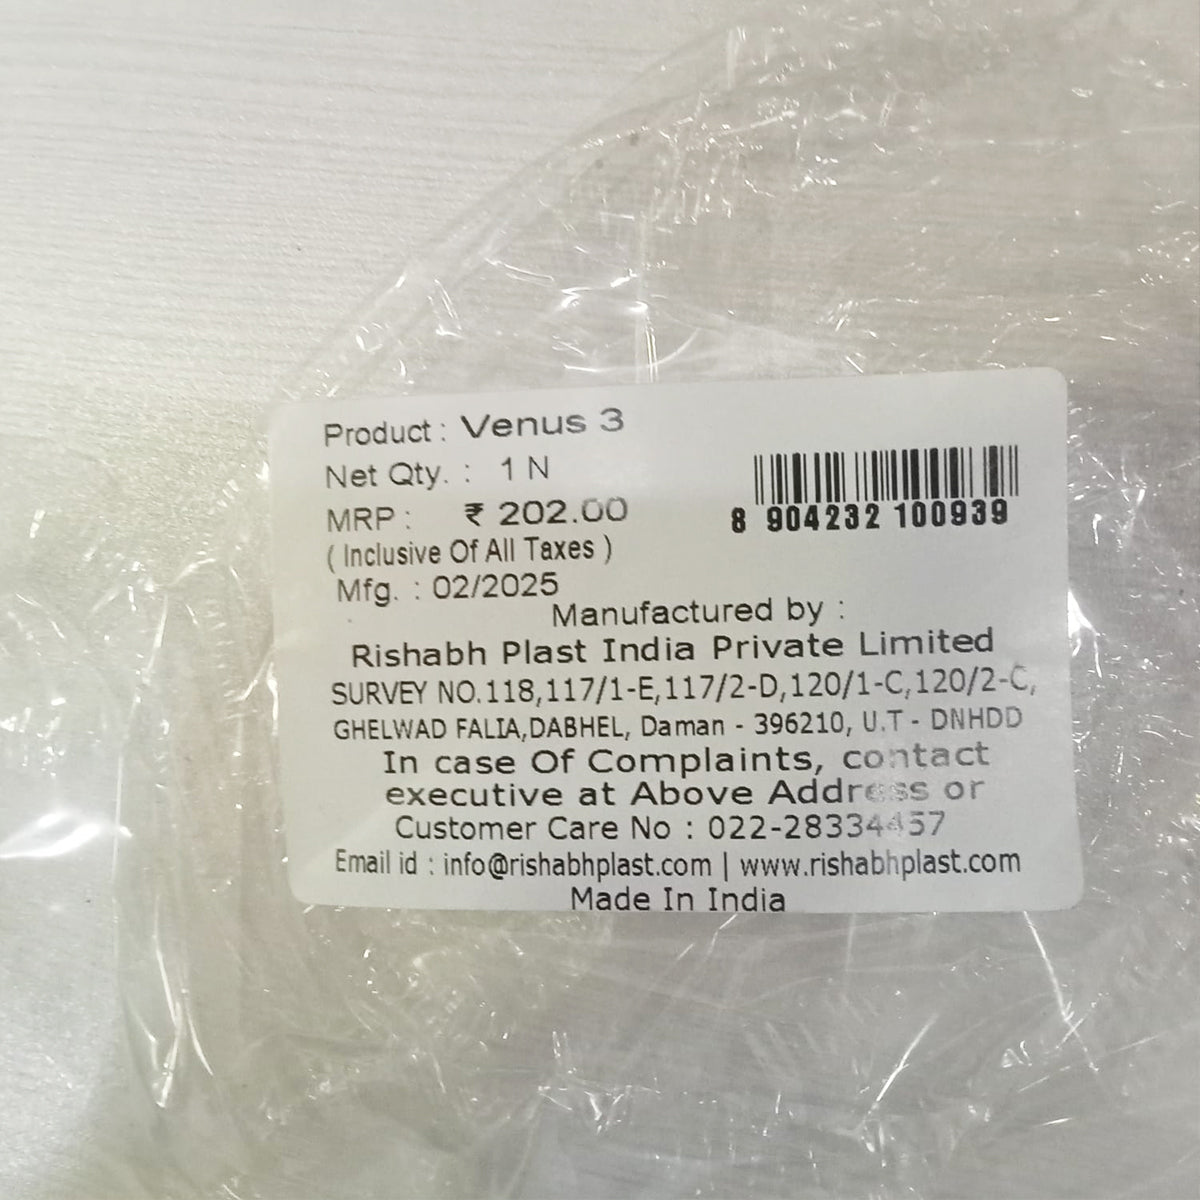 Product : Venus 3
Net Qty. : 1 N
MRP : ₹ 202.00
( Inclusive Of All Taxes )
Mfg. : 02/2025
8 904232 100939
Manufactured by :
Rishabh Plast India Private Limited
SURVEY NO.118,117/1-E,117/2-D,120/1-C,120/2-C,
GHELWAD FALIA,DABHEL, Daman - 396210, U.T - DNHDD
In case Of Complaints, contact
executive at Above Address or
Customer Care No : 022-28334457
Email id : info@rishabhplast.com | www.rishabhplast.com
Made In India